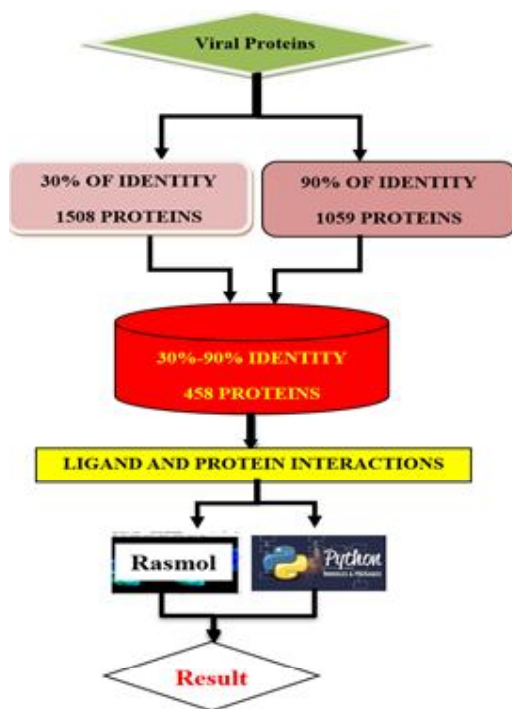 Viral Proteins
30% OF IDENTITY
1508 PROTEINS
90% OF IDENTITY
1059 PROTEINS
30%-90% IDENTITY
458 PROTEINS
LIGAND AND PROTEIN INTERACTIONS
Rasmol
Python
Result